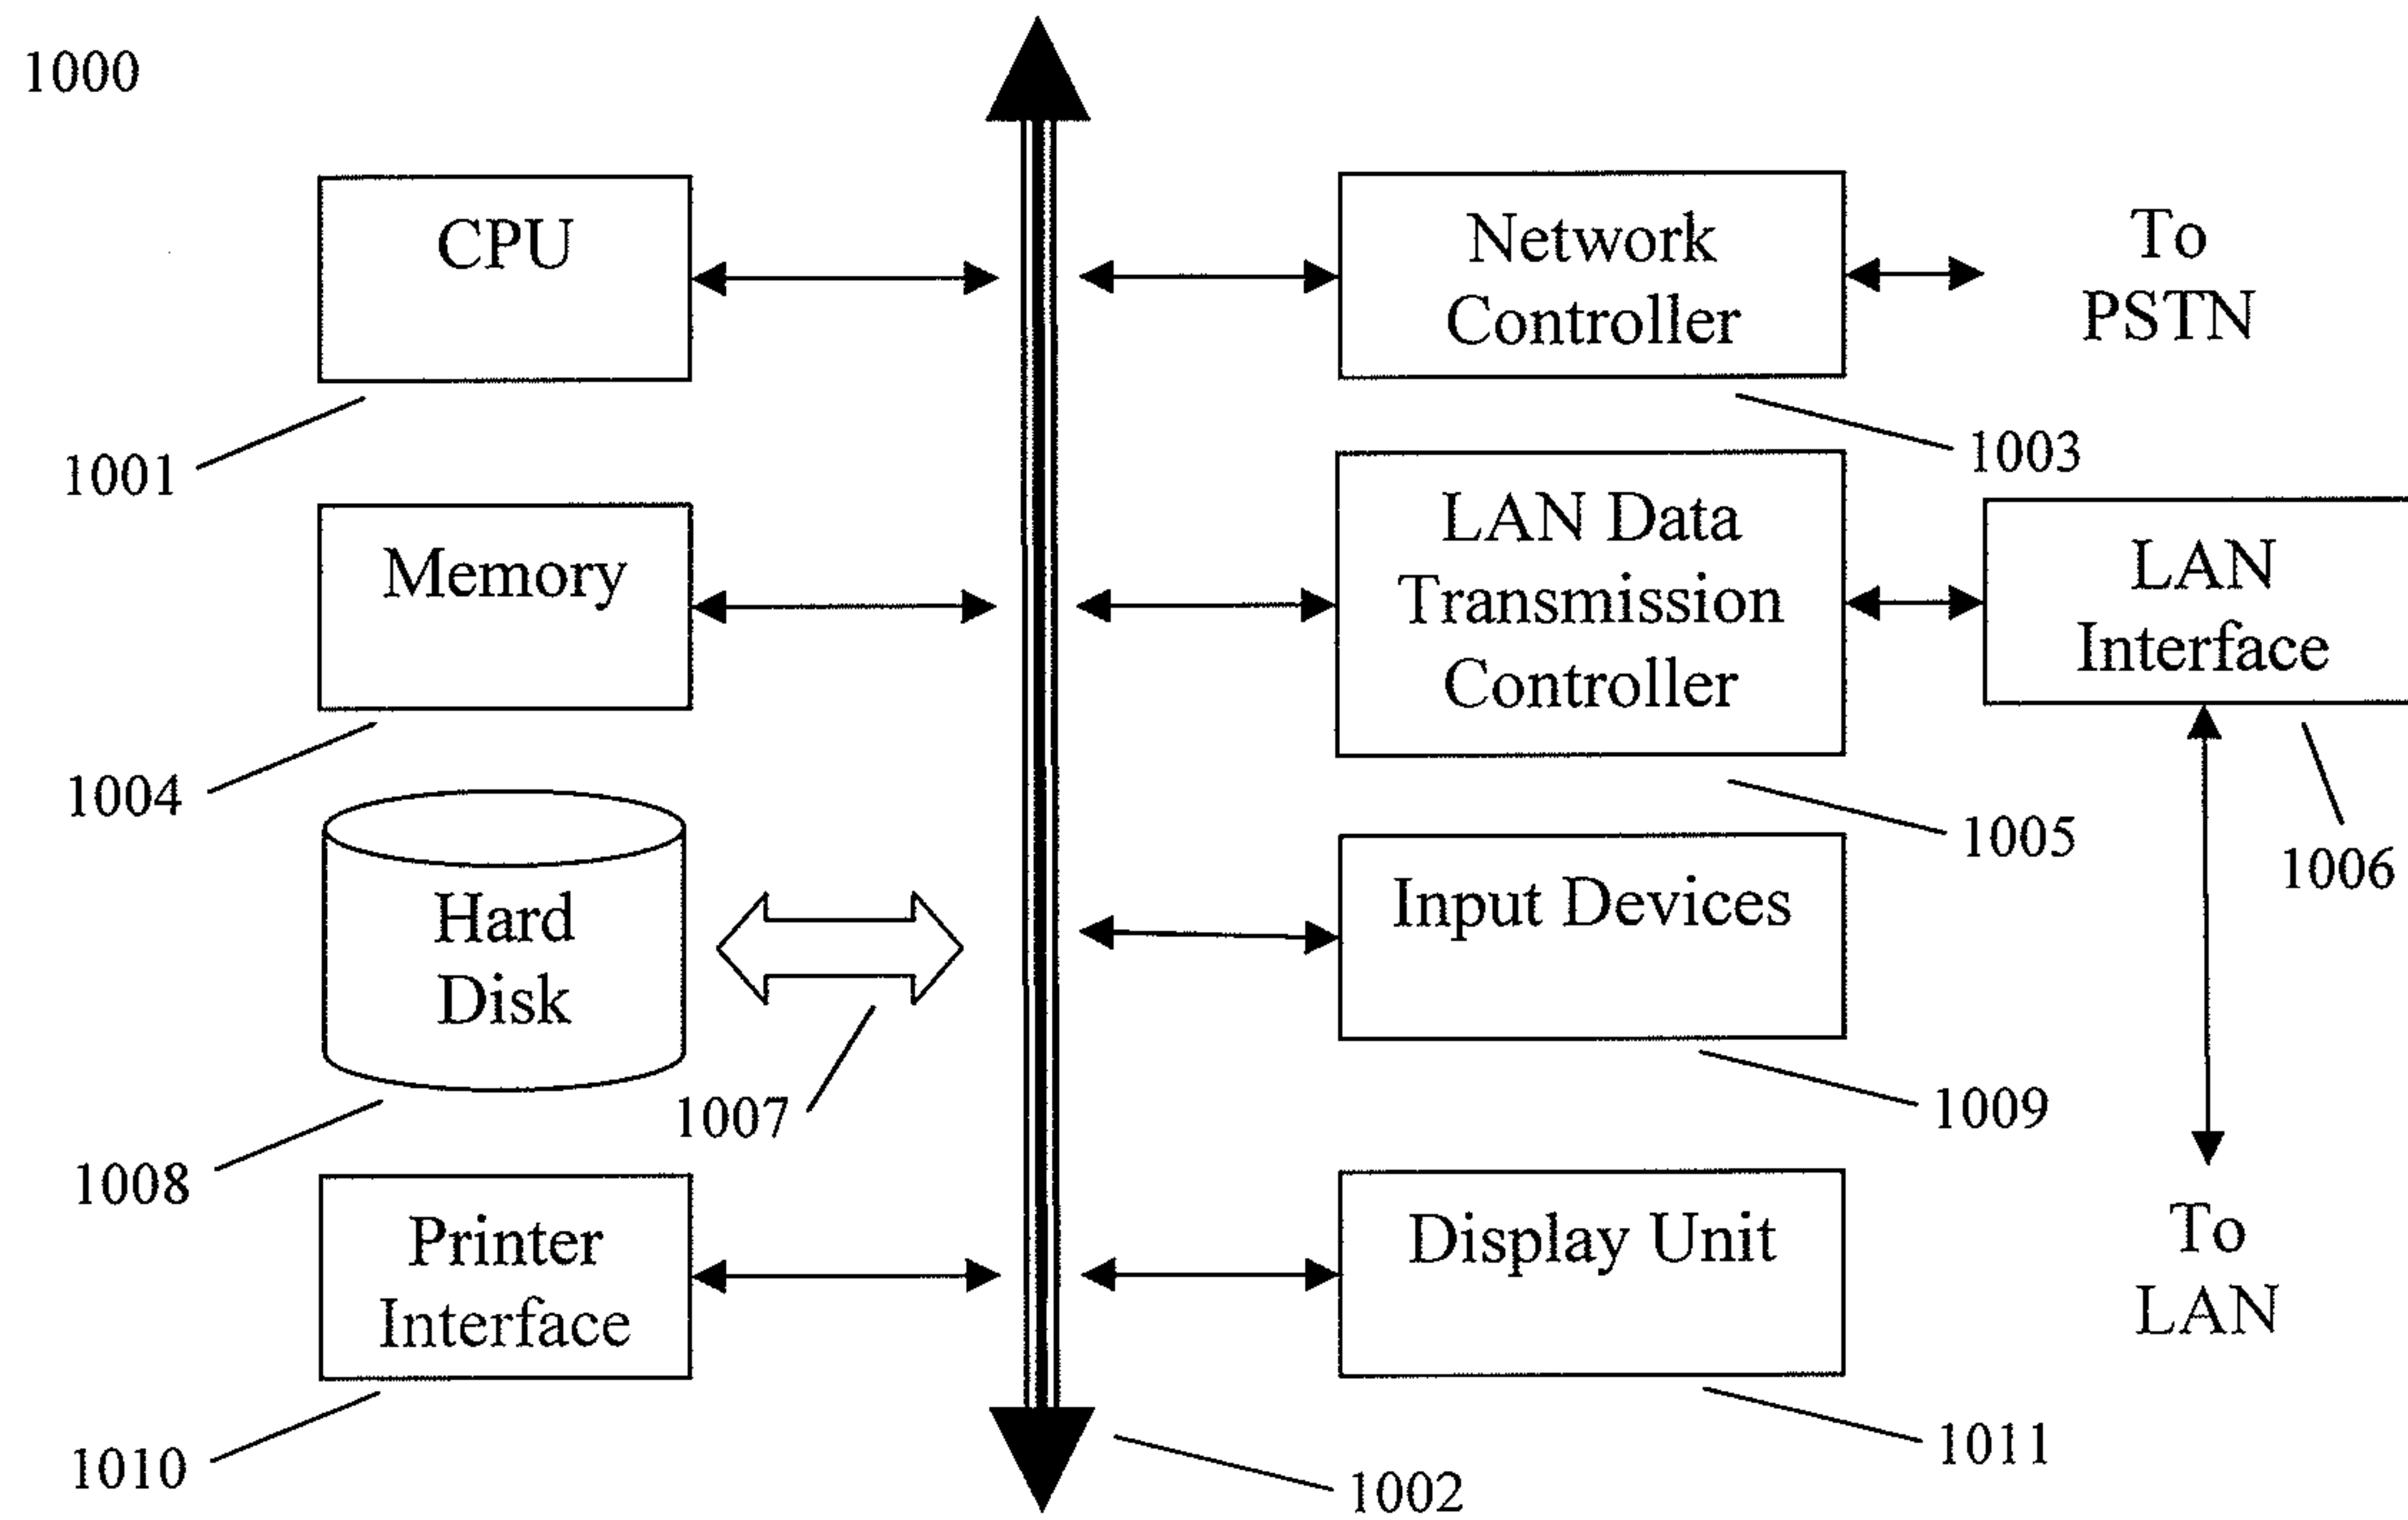 1000
CPU
Network
Controller
To
PSTN
1001
1003
Memory
LAN Data
Transmission
Controller
LAN
Interface
1004
1005
1006
Hard
Disk
Input Devices
1007
1009
1008
Printer
Interface
Display Unit
To
LAN
1010
1011
1002